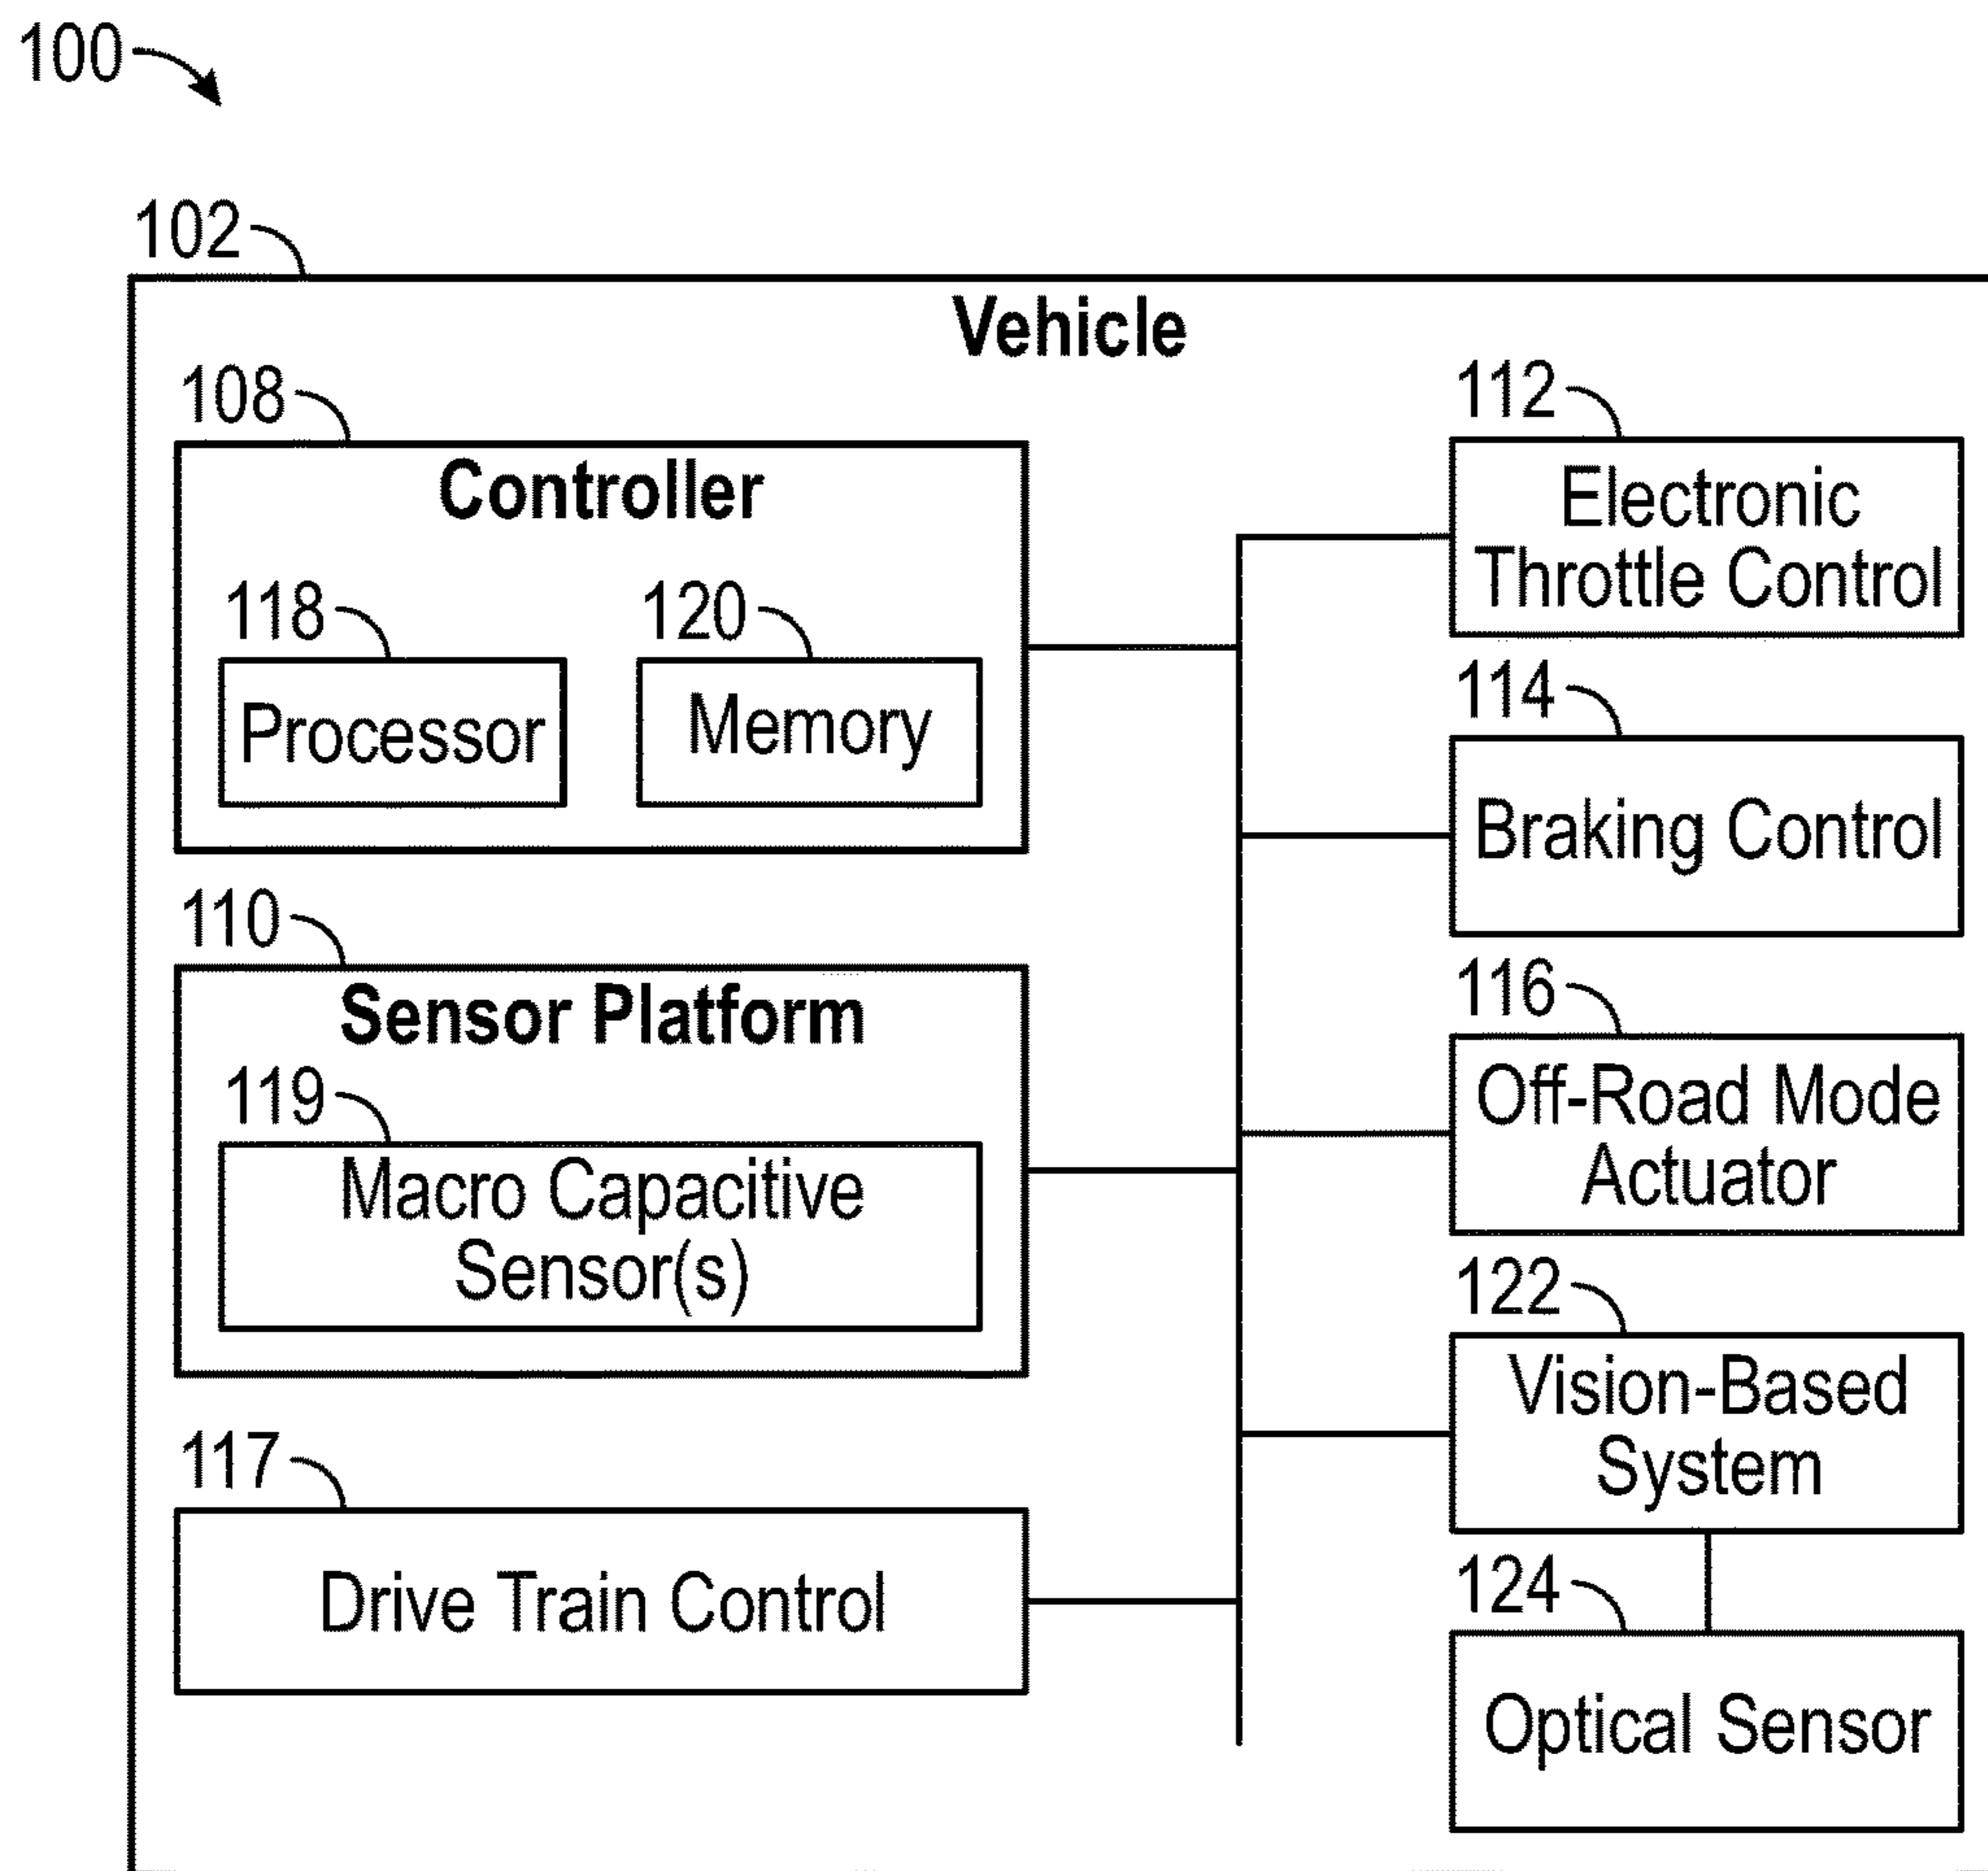 100
102
Vehicle
108
Controller
118
Processor
120
Memory
110
Sensor Platform
119
Macro Capacitive
Sensor(s)
117
Drive Train Control
112
Electronic
Throttle Control
114
Braking Control
116
Off-Road Mode
Actuator
122
Vision-Based
System
124
Optical Sensor